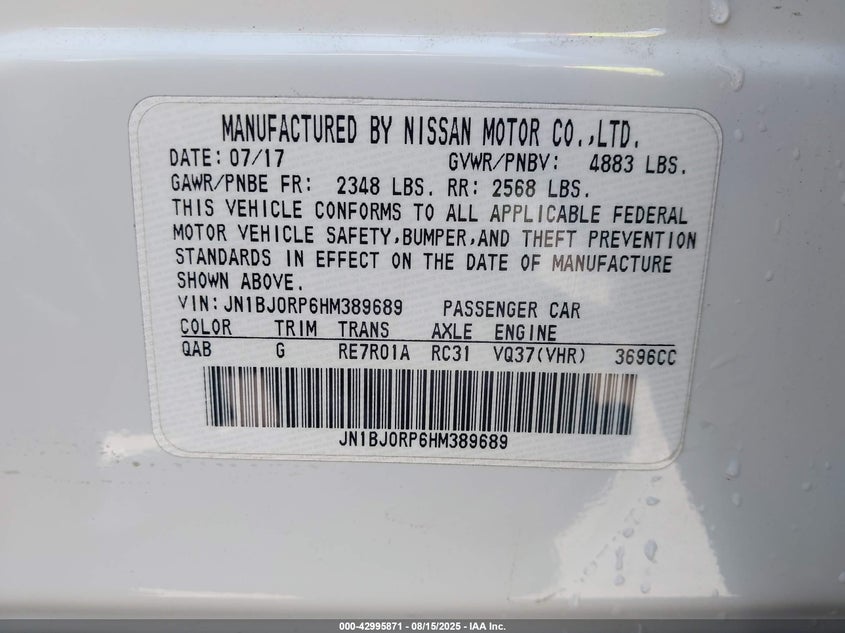 MANUFACTURED BY NISSAN MOTOR CO.,LTD.
DATE: 07/17 GVWR/PNBV: 4883 LBS.
GAWR/PNBE FR: 2348 LBS. RR: 2568 LBS.
THIS VEHICLE CONFORMS TO ALL APPLICABLE FEDERAL
MOTOR VEHICLE SAFETY,BUMPER,AND THEFT PREVENTION
STANDARDS IN EFFECT ON THE DATE OF MANUFACTURE
SHOWN ABOVE.
VIN:JN1BJ0RP6HM389689 PASSENGER CAR
COLOR TRIM TRANS AXLE ENGINE
QAB G RE7R01A RC31 VQ37(VHR) 3696CC
JN1BJ0RP6HM389689
000-42995871 - 08/15/2025 - IAA Inc.